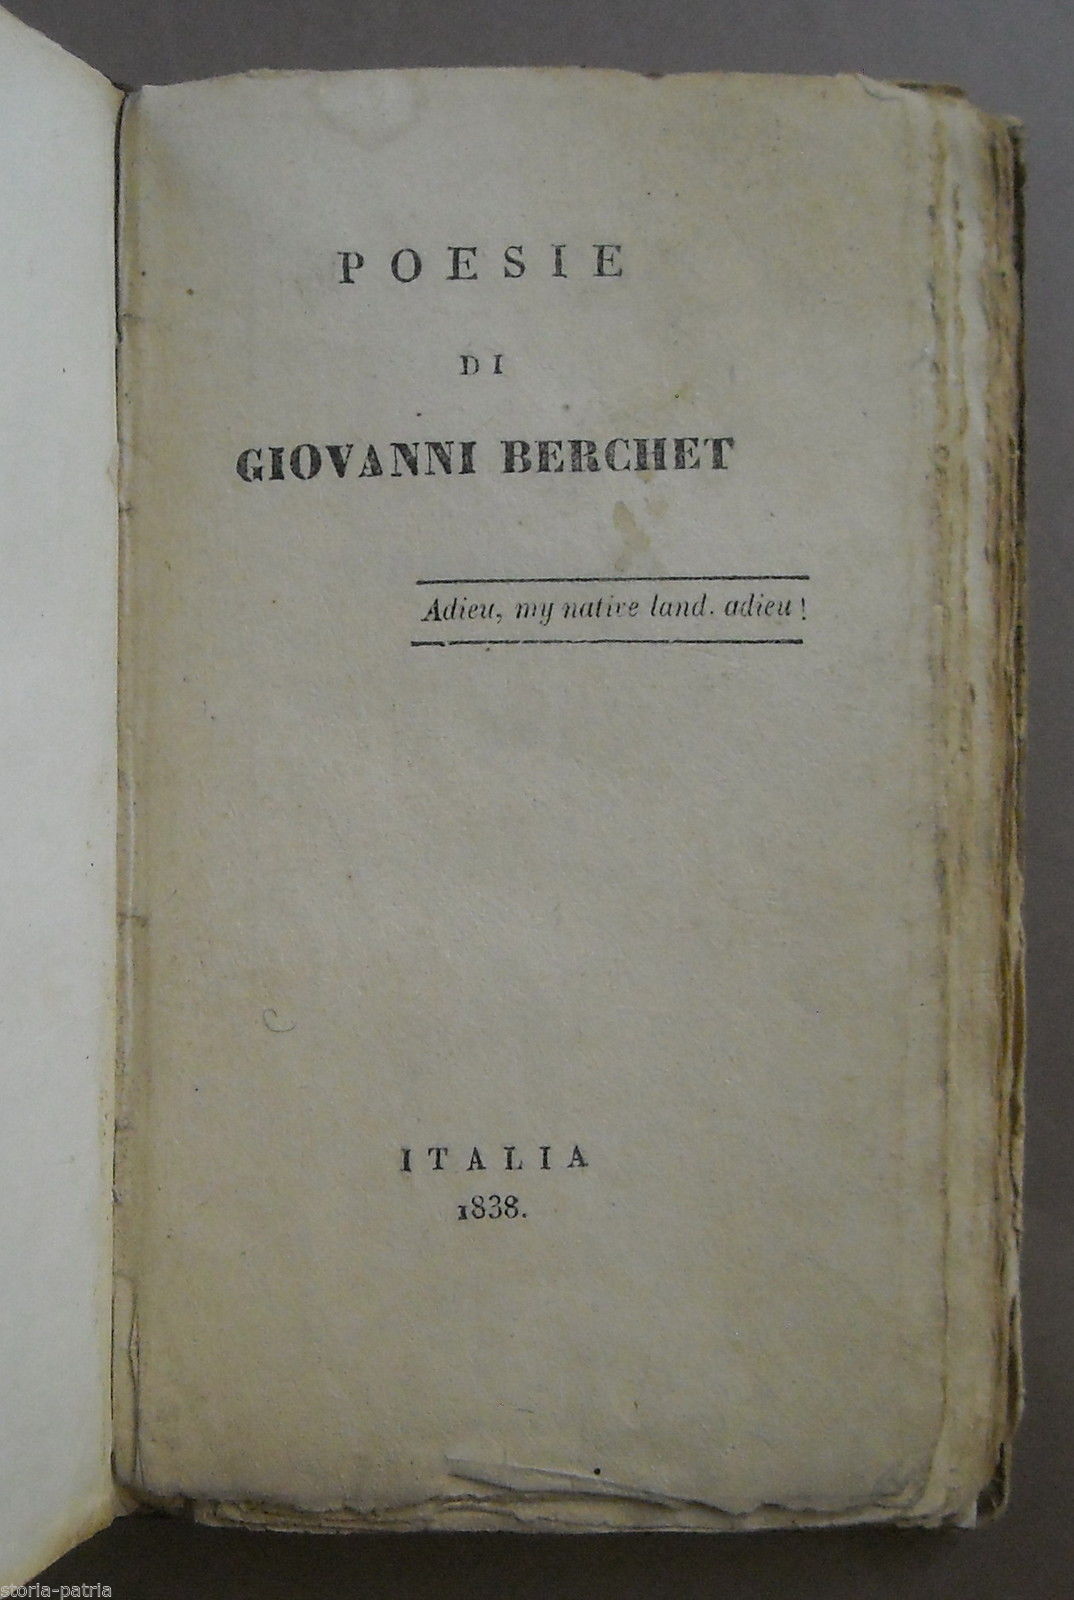 POESIE
DI
GIOVANNI BERCHET
Adieu, my native land. adieu!
ITALIA
1838.
storia-patria